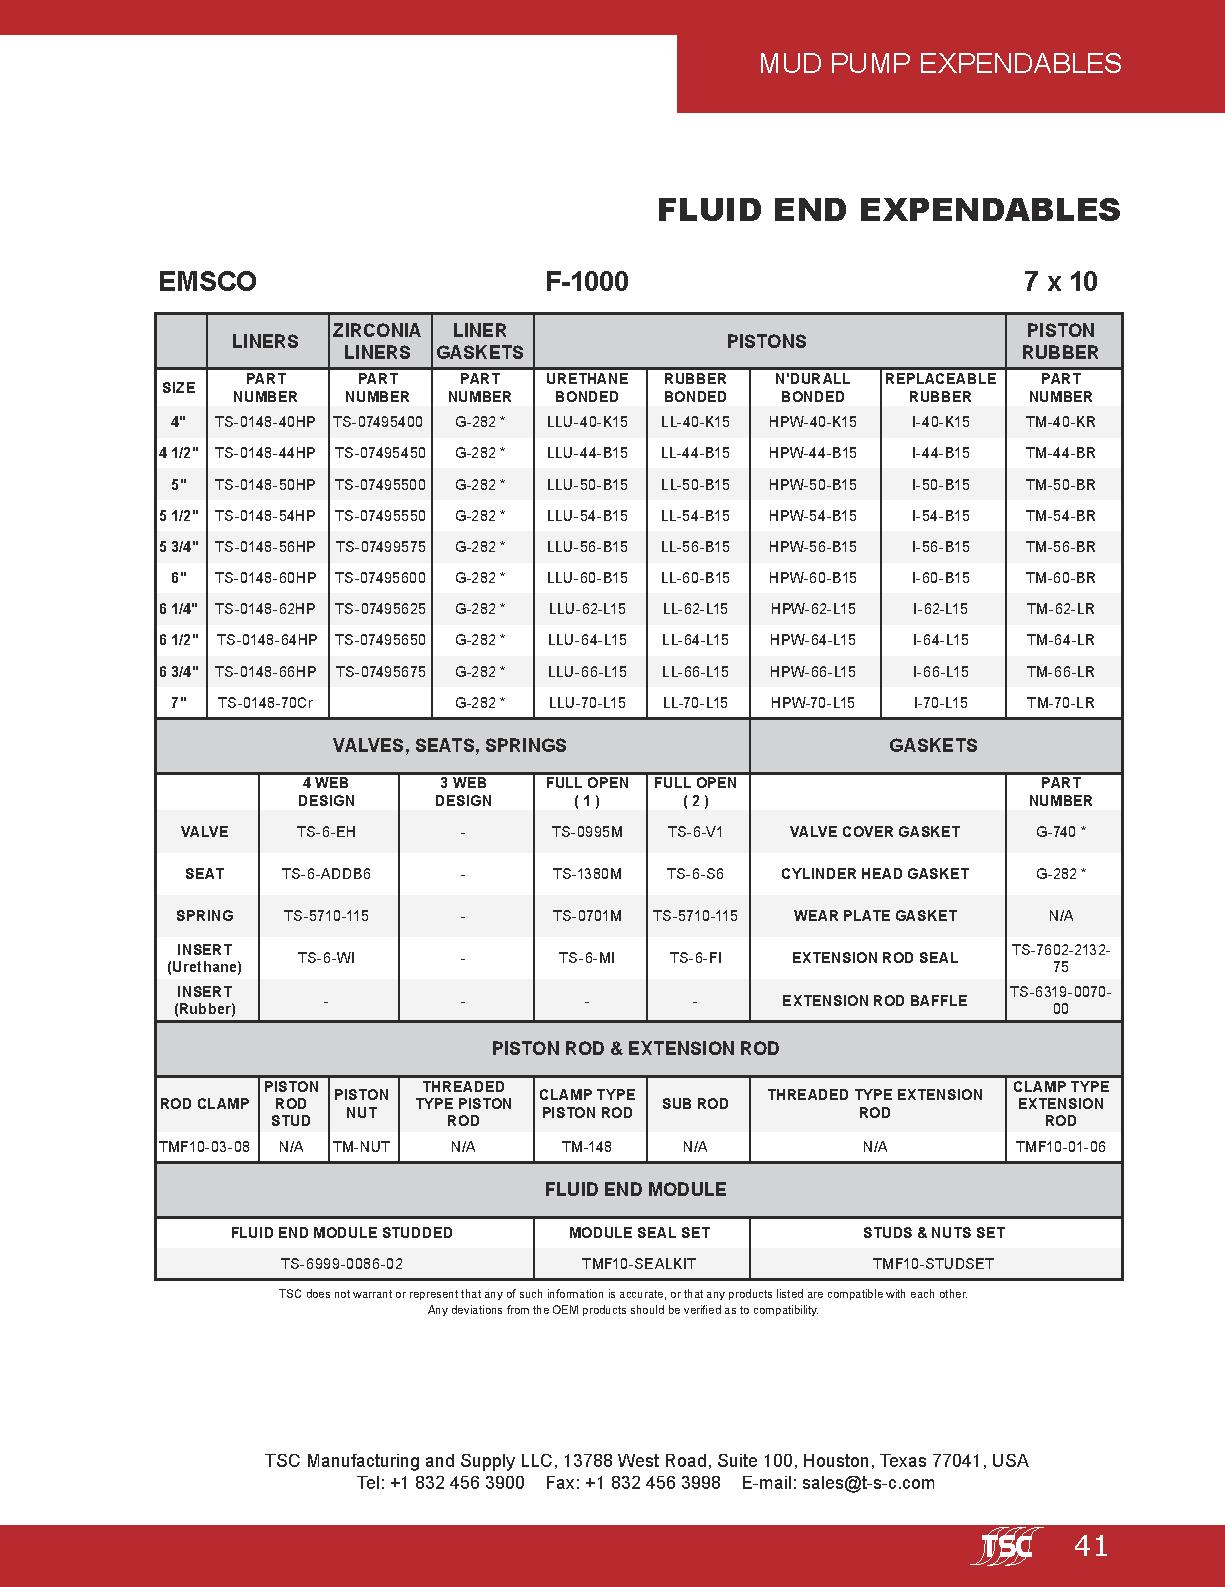 MUD PUMP EXPENDABLES
FLUID END EXPENDABLES
EMSCO F-1000 7 x 10
LINERS ZIRCONIA LINERS LINER GASKETS PISTONS PISTON RUBBER
SIZE PART NUMBER PART NUMBER PART NUMBER URETHANE BONDED RUBBER BONDED N'DURALL BONDED REPLACEABLE RUBBER PART NUMBER
4" TS-0148-40HP TS-07495400 G-282 * LLU-40-K15 LL-40-K15 HPW-40-K15 I-40-K15 TM-40-KR
4 1/2" TS-0148-44HP TS-07495450 G-282 * LLU-44-B15 LL-44-B15 HPW-44-B15 I-44-B15 TM-44-BR
5" TS-0148-50HP TS-07495500 G-282 * LLU-50-B15 LL-50-B15 HPW-50-B15 I-50-B15 TM-50-BR
5 1/2" TS-0148-54HP TS-07495550 G-282 * LLU-54-B15 LL-54-B15 HPW-54-B15 I-54-B15 TM-54-BR
5 3/4" TS-0148-56HP TS-07499575 G-282 * LLU-56-B15 LL-56-B15 HPW-56-B15 I-56-B15 TM-56-BR
6" TS-0148-60HP TS-07495600 G-282 * LLU-60-B15 LL-60-B15 HPW-60-B15 I-60-B15 TM-60-BR
6 1/4" TS-0148-62HP TS-07495625 G-282 * LLU-62-L15 LL-62-L15 HPW-62-L15 I-62-L15 TM-62-LR
6 1/2" TS-0148-64HP TS-07495650 G-282 * LLU-64-L15 LL-64-L15 HPW-64-L15 I-64-L15 TM-64-LR
6 3/4" TS-0148-66HP TS-07495675 G-282 * LLU-66-L15 LL-66-L15 HPW-66-L15 I-66-L15 TM-66-LR
7" TS-0148-70Cr G-282 * LLU-70-L15 LL-70-L15 HPW-70-L15 I-70-L15 TM-70-LR
VALVES, SEATS, SPRINGS GASKETS
4 WEB DESIGN 3 WEB DESIGN FULL OPEN ( 1 ) FULL OPEN ( 2 ) PART NUMBER
VALVE TS-6-EH - TS-0995M TS-6-V1 VALVE COVER GASKET G-740 *
SEAT TS-6-ADDB6 - TS-1380M TS-6-S6 CYLINDER HEAD GASKET G-282 *
SPRING TS-5710-115 - TS-0701M TS-5710-115 WEAR PLATE GASKET N/A
INSERT (Urethane) TS-6-WI - TS-6-MI TS-6-FI EXTENSION ROD SEAL TS-7602-2132-75
INSERT (Rubber) - - - - EXTENSION ROD BAFFLE TS-6319-0070-00
PISTON ROD & EXTENSION ROD
ROD CLAMP PISTON ROD STUD PISTON NUT THREADED TYPE PISTON ROD CLAMP TYPE PISTON ROD SUB ROD THREADED TYPE EXTENSION ROD CLAMP TYPE EXTENSION ROD
TMF10-03-08 N/A TM-NUT N/A TM-148 N/A N/A TMF10-01-06
FLUID END MODULE
FLUID END MODULE STUDDED MODULE SEAL SET STUDS & NUTS SET
TS-6999-0086-02 TMF10-SEALKIT TMF10-STUDSET
TSC does not warrant or represent that any of such information is accurate, or that any products listed are compatible with each other.
Any deviations from the OEM products should be verified as to compatibility.
TSC Manufacturing and Supply LLC, 13788 West Road, Suite 100, Houston, Texas 77041, USA
Tel: +1 832 456 3900 Fax: +1 832 456 3998 E-mail: sales@t-s-c.com
TSC 41